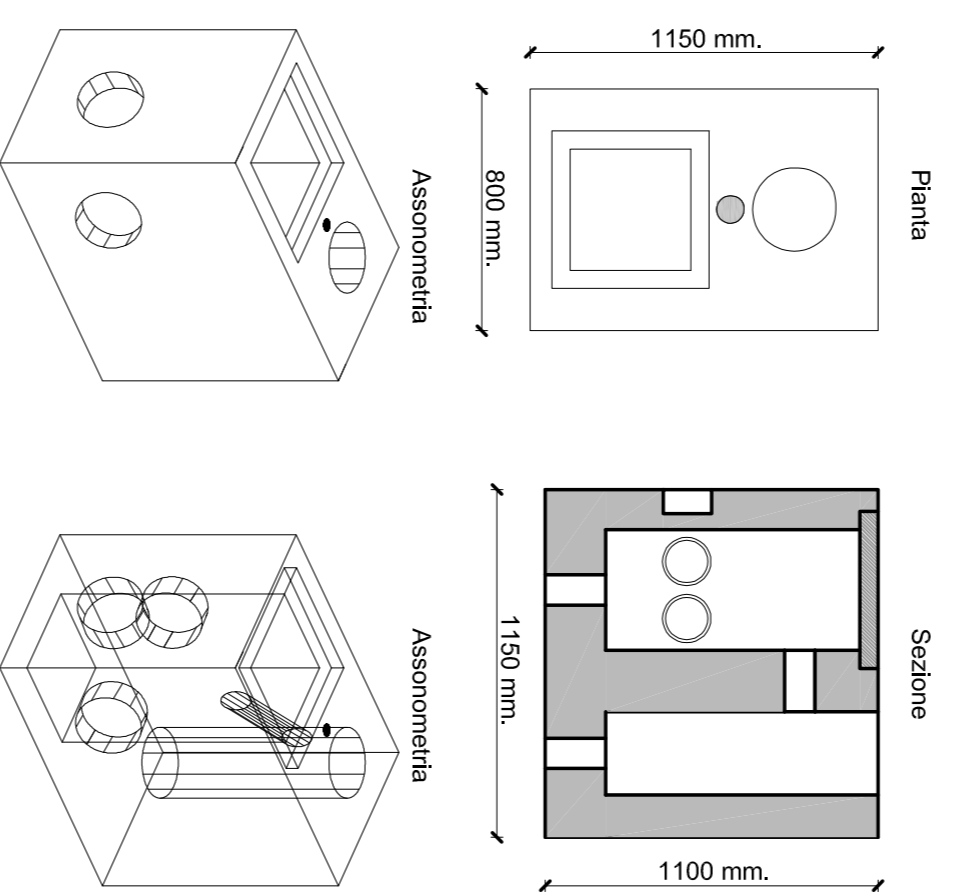 1150 mm.
800 mm.
Pianta
Assonometria
1150 mm.
1100 mm.
Sezione
Assonometria